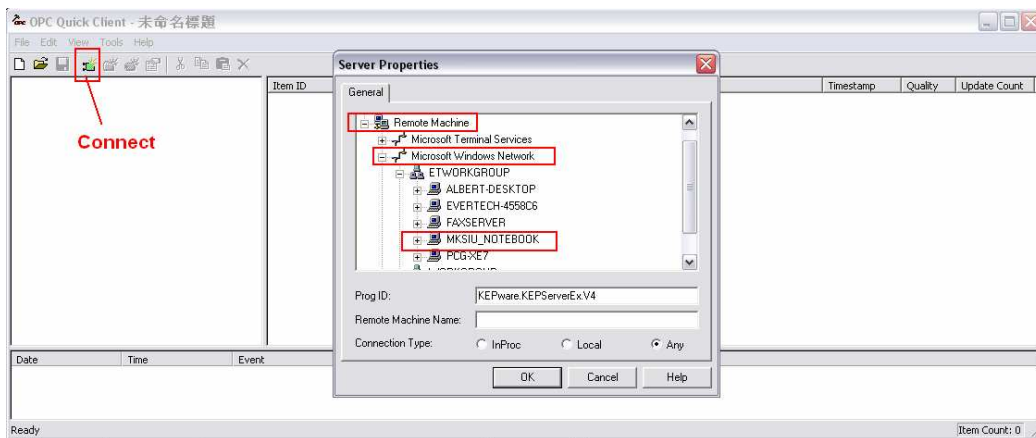 OPC Quick Client - 未命名標題
File Edit View Tools Help
Connect
Item ID
Timestamp
Quality
Update Count
Server Properties
General
Remote Machine
Microsoft Terminal Services
Microsoft Windows Network
ETWORKGROUP
ALBERT-DESKTOP
EVERTECH-4558C6
FAXSERVER
MKSIU_NOTEBOOK
PCG-XE7
Prog ID:
KEPware.KEPServerEx.V4
Remote Machine Name:
Connection Type:
InProc
Local
Any
OK
Cancel
Help
Date
Time
Event
Ready
Item Count: 0